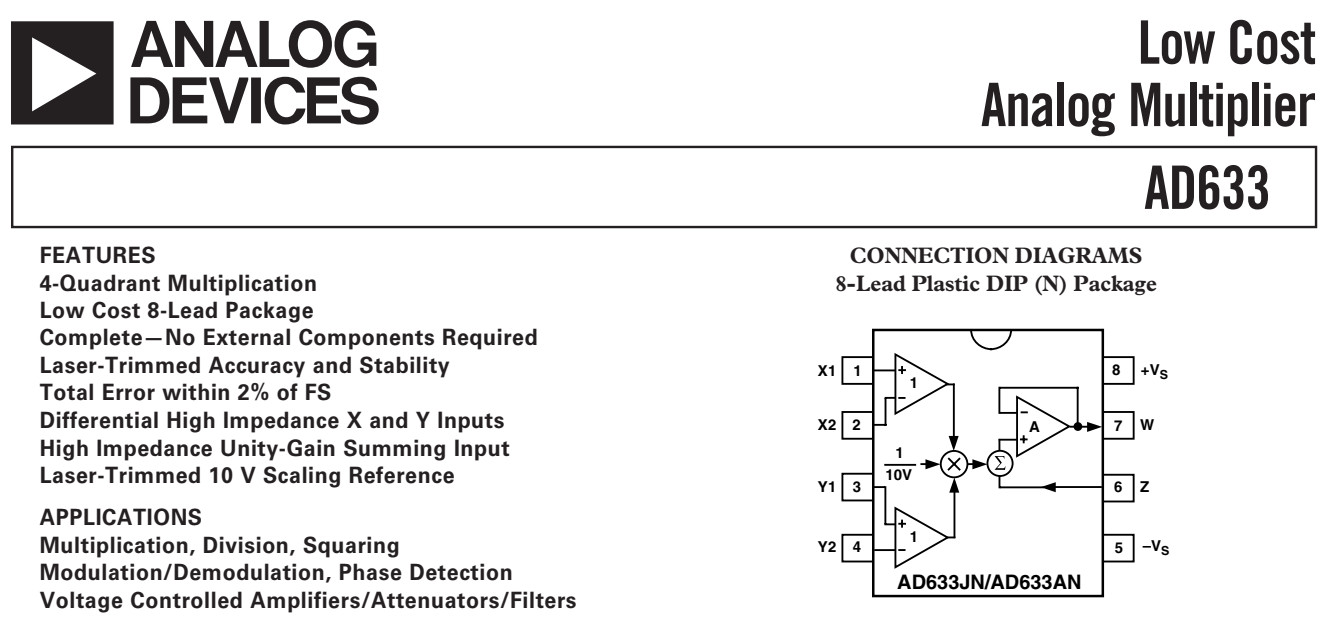 ANALOG
DEVICES
Low Cost
Analog Multiplier
AD633
FEATURES
4-Quadrant Multiplication
Low Cost 8-Lead Package
Complete—No External Components Required
Laser-Trimmed Accuracy and Stability
Total Error within 2% of FS
Differential High Impedance X and Y Inputs
High Impedance Unity-Gain Summing Input
Laser-Trimmed 10 V Scaling Reference
APPLICATIONS
Multiplication, Division, Squaring
Modulation/Demodulation, Phase Detection
Voltage Controlled Amplifiers/Attenuators/Filters
CONNECTION DIAGRAMS
8-Lead Plastic DIP (N) Package
X1 1 + 1 8 +VS
X2 2 − − A + 7 W
1
10V × Σ
Y1 3 + 1 6 Z
Y2 4 − 5 −VS
AD633JN/AD633AN